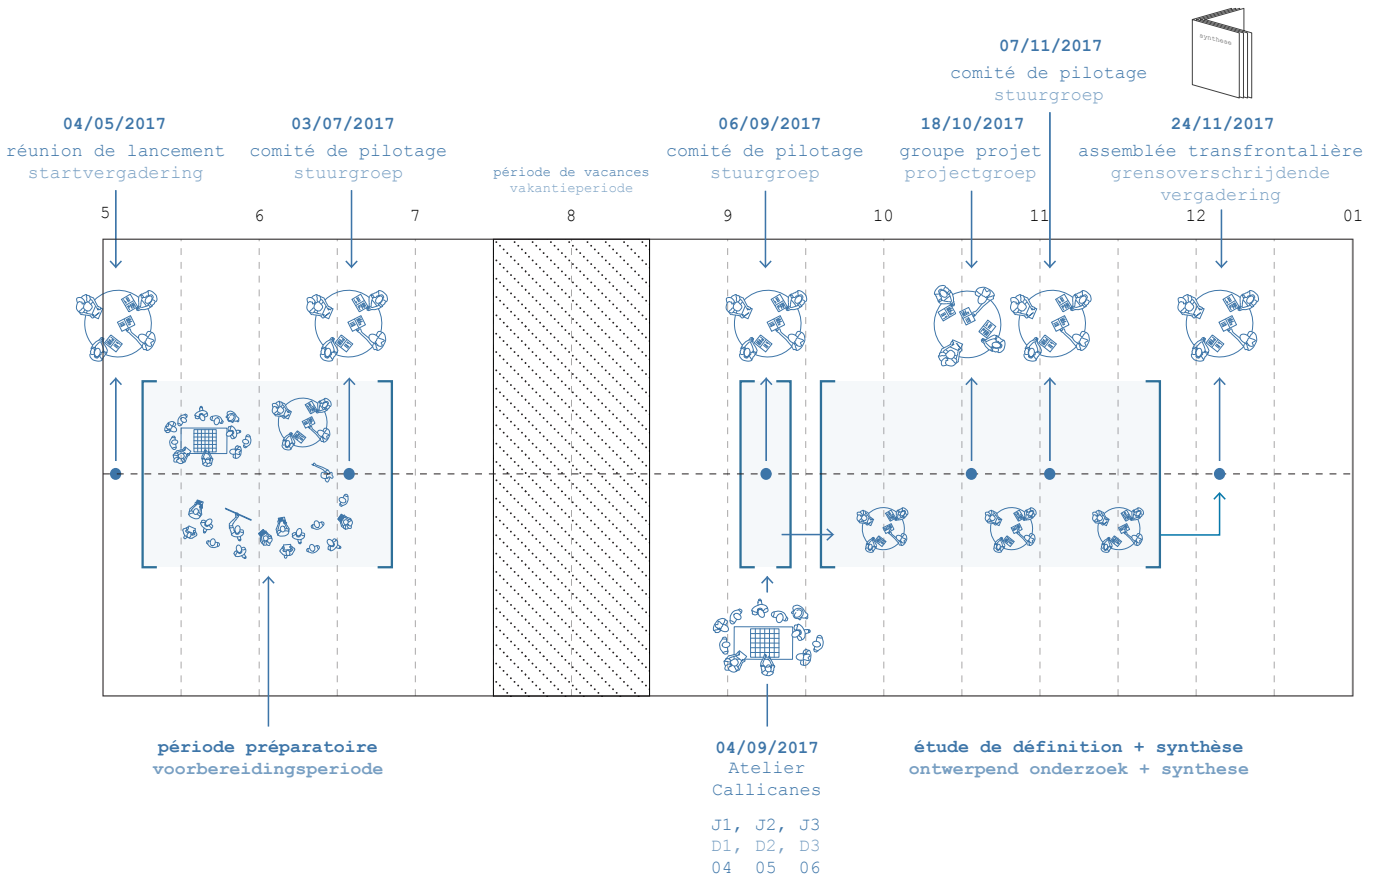 07/11/2017
comité de pilotage
stuurgroep
synthese
04/05/2017
réunion de lancement
startvergadering
03/07/2017
comité de pilotage
stuurgroep
période de vacances
vakantieperiode
06/09/2017
comité de pilotage
stuurgroep
18/10/2017
groupe projet
projectgroep
24/11/2017
assemblée transfrontalière
grensoverschrijdende
vergadering
5 6 7 8 9 10 11 12 01
période préparatoire
voorbereidingsperiode
04/09/2017
Atelier
Callicanes
J1, J2, J3
D1, D2, D3
04 05 06
étude de définition + synthèse
ontwerpend onderzoek + synthese